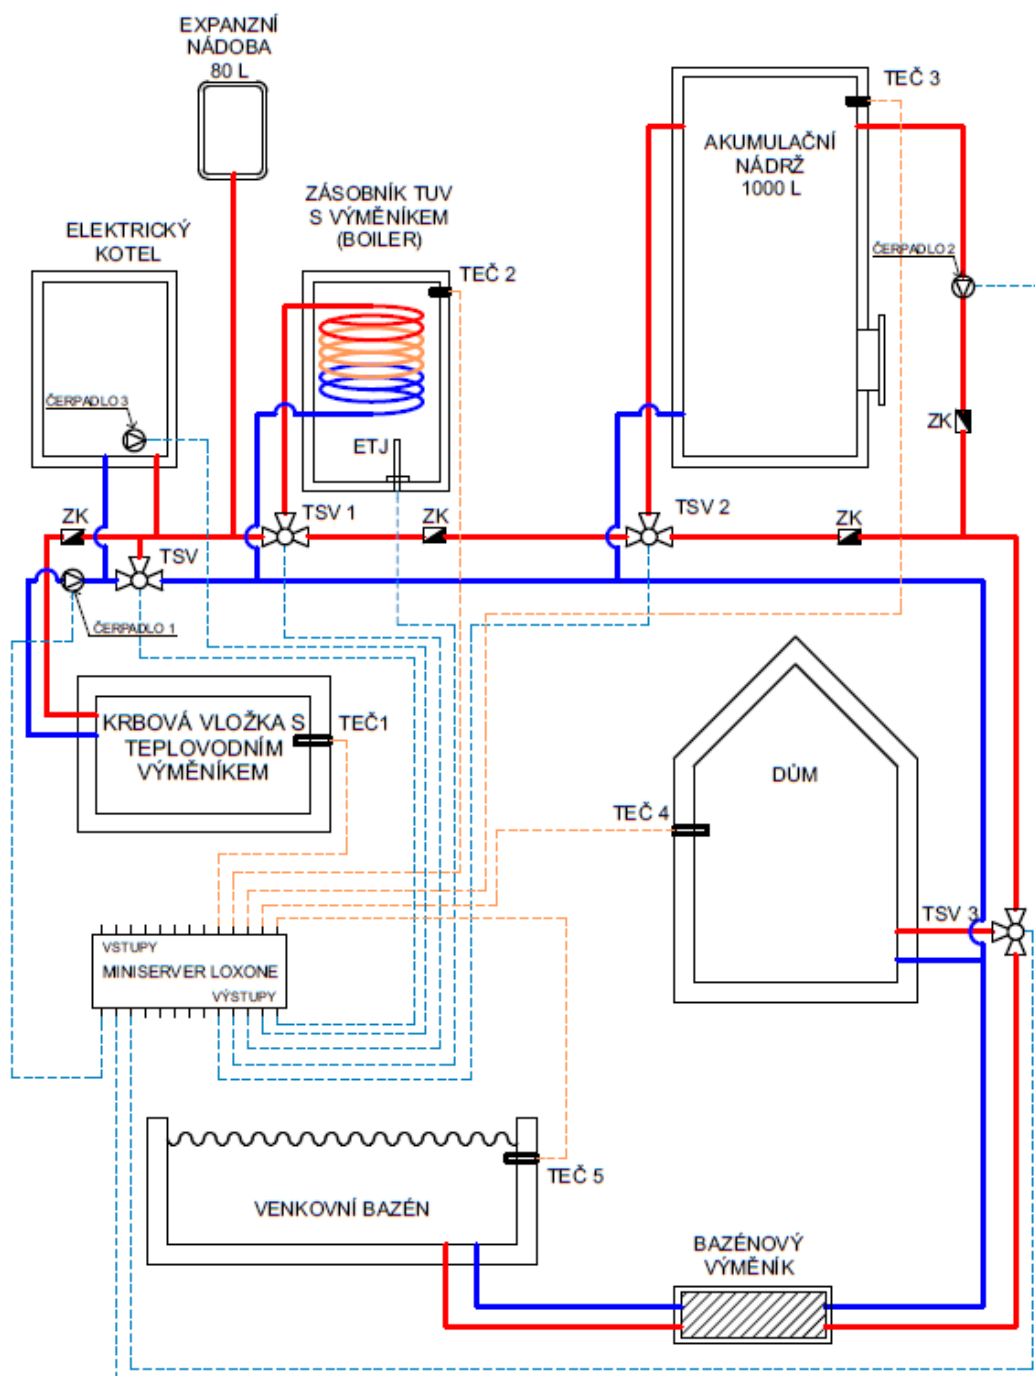 EXPANZNÍ
NÁDOBA
80 L
TEČ 3
AKUMULAČNÍ
NÁDRŽ
1000 L
ZÁSOBNÍK TUV
S VÝMĚNÍKEM
(BOILER)
ELEKTRICKÝ
KOTEL
ČERPADLO 2
TEČ 2
ČERPADLO 3
ETJ
ZK
ZK
TSV 1
ZK
TSV 2
ZK
TSV
ČERPADLO 1
KRBOVÁ VLOŽKA S
TEPLOVODNÍM
VÝMĚNÍKEM
TEČ1
DŮM
TEČ 4
TSV 3
VSTUPY
MINISERVER LOXONE
VÝSTUPY
TEČ 5
VENKOVNÍ BAZÉN
BAZÉNOVÝ
VÝMĚNÍK